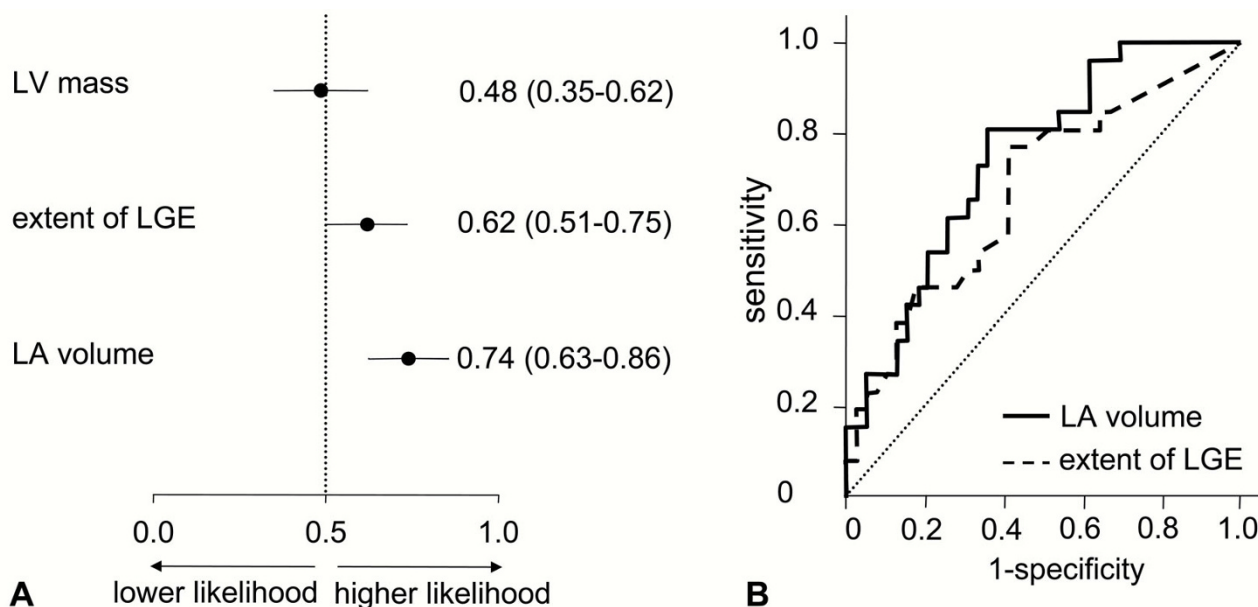 LV mass
0.48 (0.35-0.62)
extent of LGE
0.62 (0.51-0.75)
LA volume
0.74 (0.63-0.86)
0.0 0.5 1.0
lower likelihood higher likelihood
A
1.0
0.8
0.6
0.4
0.2
0
sensitivity
LA volume
extent of LGE
0 0.2 0.4 0.6 0.8 1.0
1-specificity
B